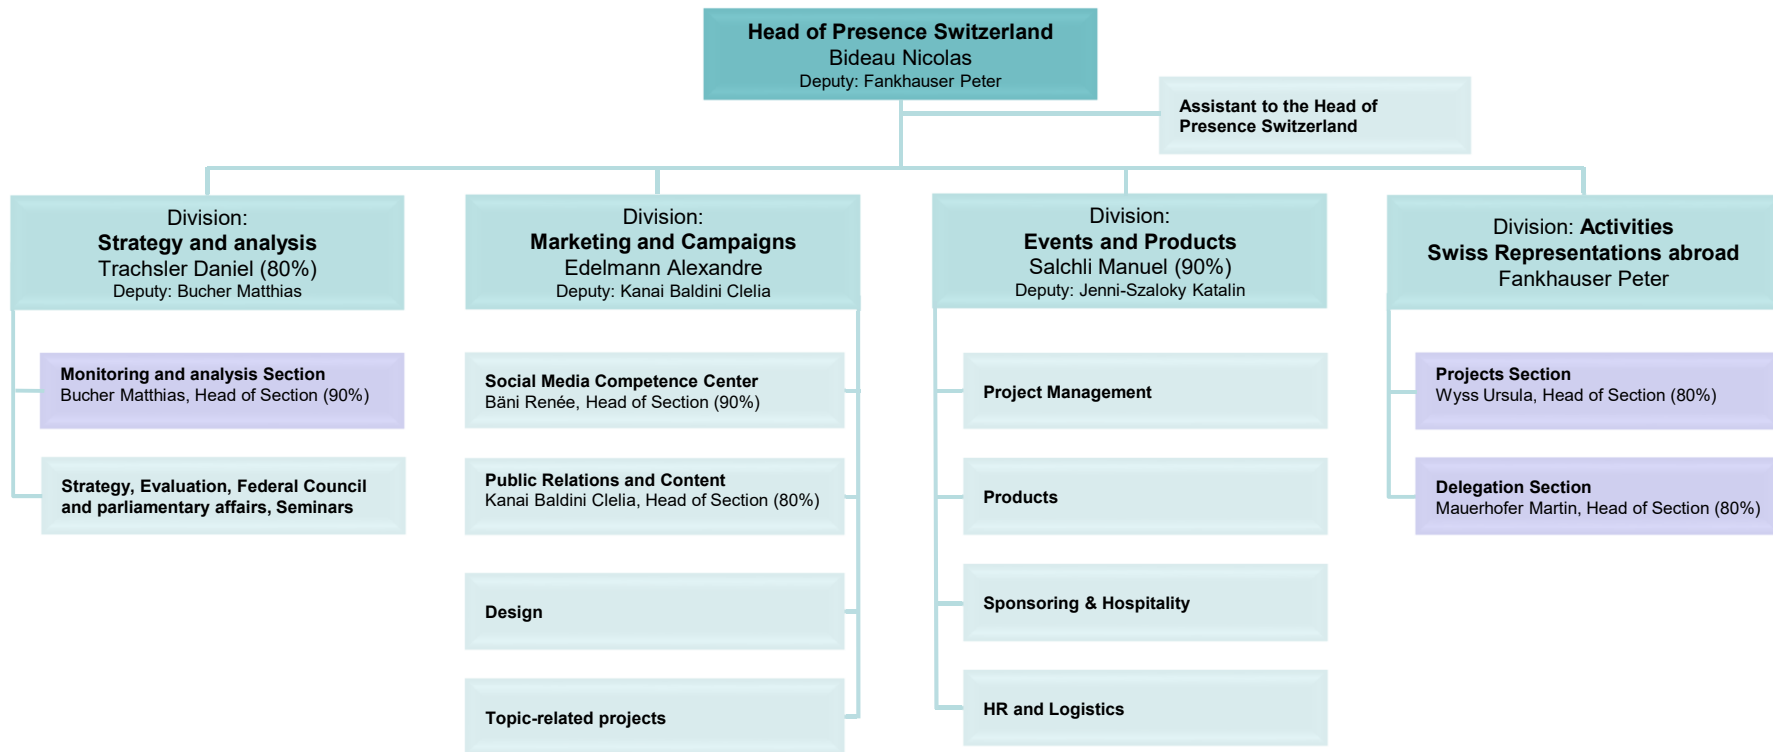 Head of Presence Switzerland
Bideau Nicolas
Deputy: Fankhauser Peter
Assistant to the Head of
Presence Switzerland
Division:
Strategy and analysis
Trachsler Daniel (80%)
Deputy: Bucher Matthias
Division:
Marketing and Campaigns
Edelmann Alexandre
Deputy: Kanai Baldini Clelia
Division:
Events and Products
Salchli Manuel (90%)
Deputy: Jenni-Szaloky Katalin
Division: Activities
Swiss Representations abroad
Fankhauser Peter
Monitoring and analysis Section
Bucher Matthias, Head of Section (90%)
Strategy, Evaluation, Federal Council
and parliamentary affairs, Seminars
Social Media Competence Center
Bäni Renée, Head of Section (90%)
Public Relations and Content
Kanai Baldini Clelia, Head of Section (80%)
Design
Topic-related projects
Project Management
Products
Sponsoring & Hospitality
HR and Logistics
Projects Section
Wyss Ursula, Head of Section (80%)
Delegation Section
Mauerhofer Martin, Head of Section (80%)